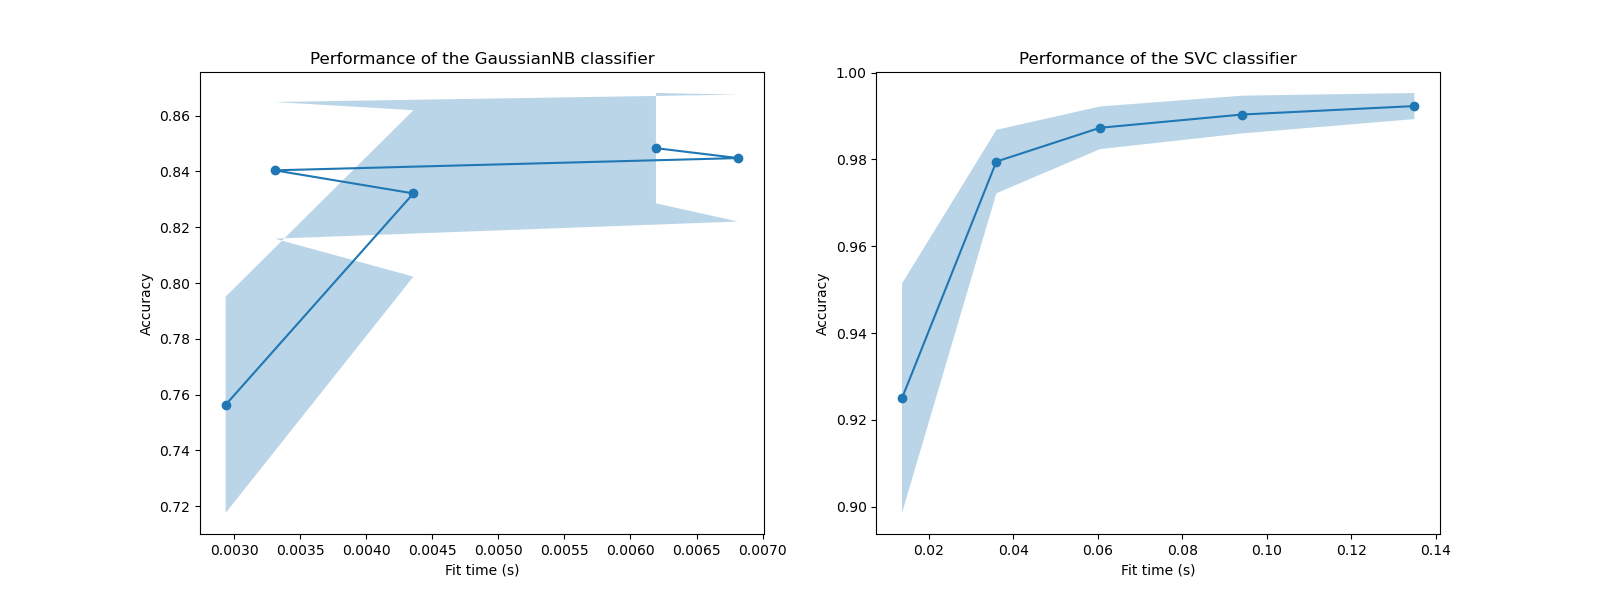 Performance of the GaussianNB classifier
Accuracy
0.86
0.84
0.82
0.80
0.78
0.76
0.74
0.72
0.0030 0.0035 0.0040 0.0045 0.0050 0.0055 0.0060 0.0065 0.0070
Fit time (s)
Performance of the SVC classifier
Accuracy
1.00
0.98
0.96
0.94
0.92
0.90
0.02 0.04 0.06 0.08 0.10 0.12 0.14
Fit time (s)